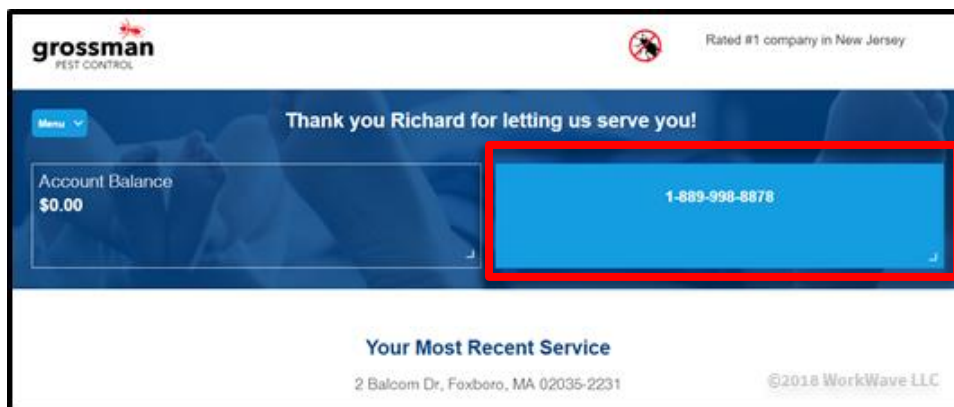 grossman
PEST CONTROL
Rated #1 company in New Jersey
Menu
Thank you Richard for letting us serve you!
Account Balance
$0.00
1-889-998-8878
Your Most Recent Service
2 Balcom Dr, Foxboro, MA 02035-2231
©2018 WorkWave LLC